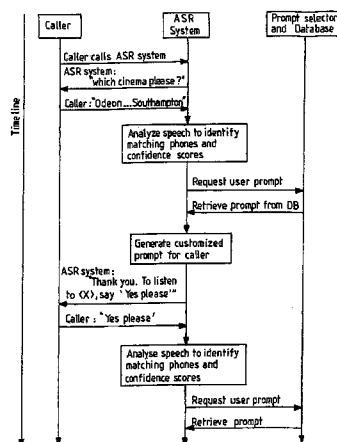 Caller
ASR
System
Prompt selector
and Database
Time line
Caller calls ASR system
ASR system:
"which cinema please?"
Caller: "Odeon....Southampton"
Analyze speech to identify
matching phones and
confidence scores
Request user prompt
Retrieve prompt from DB
Generate customized
prompt for caller
ASR system:
"Thank you. To listen
to <X>, say 'Yes please'"
Caller: "Yes please'
Analyse speech to identify
matching phones and
confidence scores
Request user prompt
Retrieve prompt